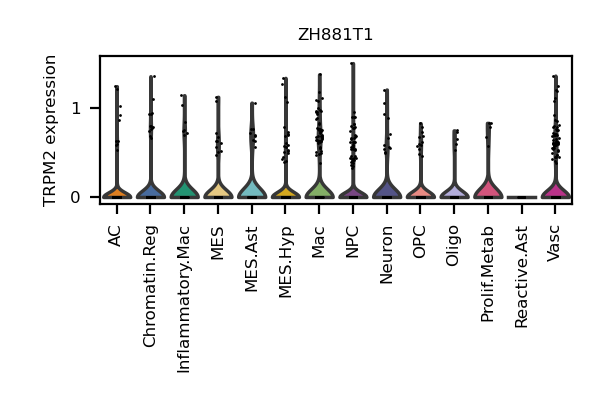 ZH881T1
TRPM2 expression
1
0
AC
Chromatin.Reg
Inflammatory.Mac
MES
MES.Ast
MES.Hyp
Mac
NPC
Neuron
OPC
Oligo
Prolif.Metab
Reactive.Ast
Vasc